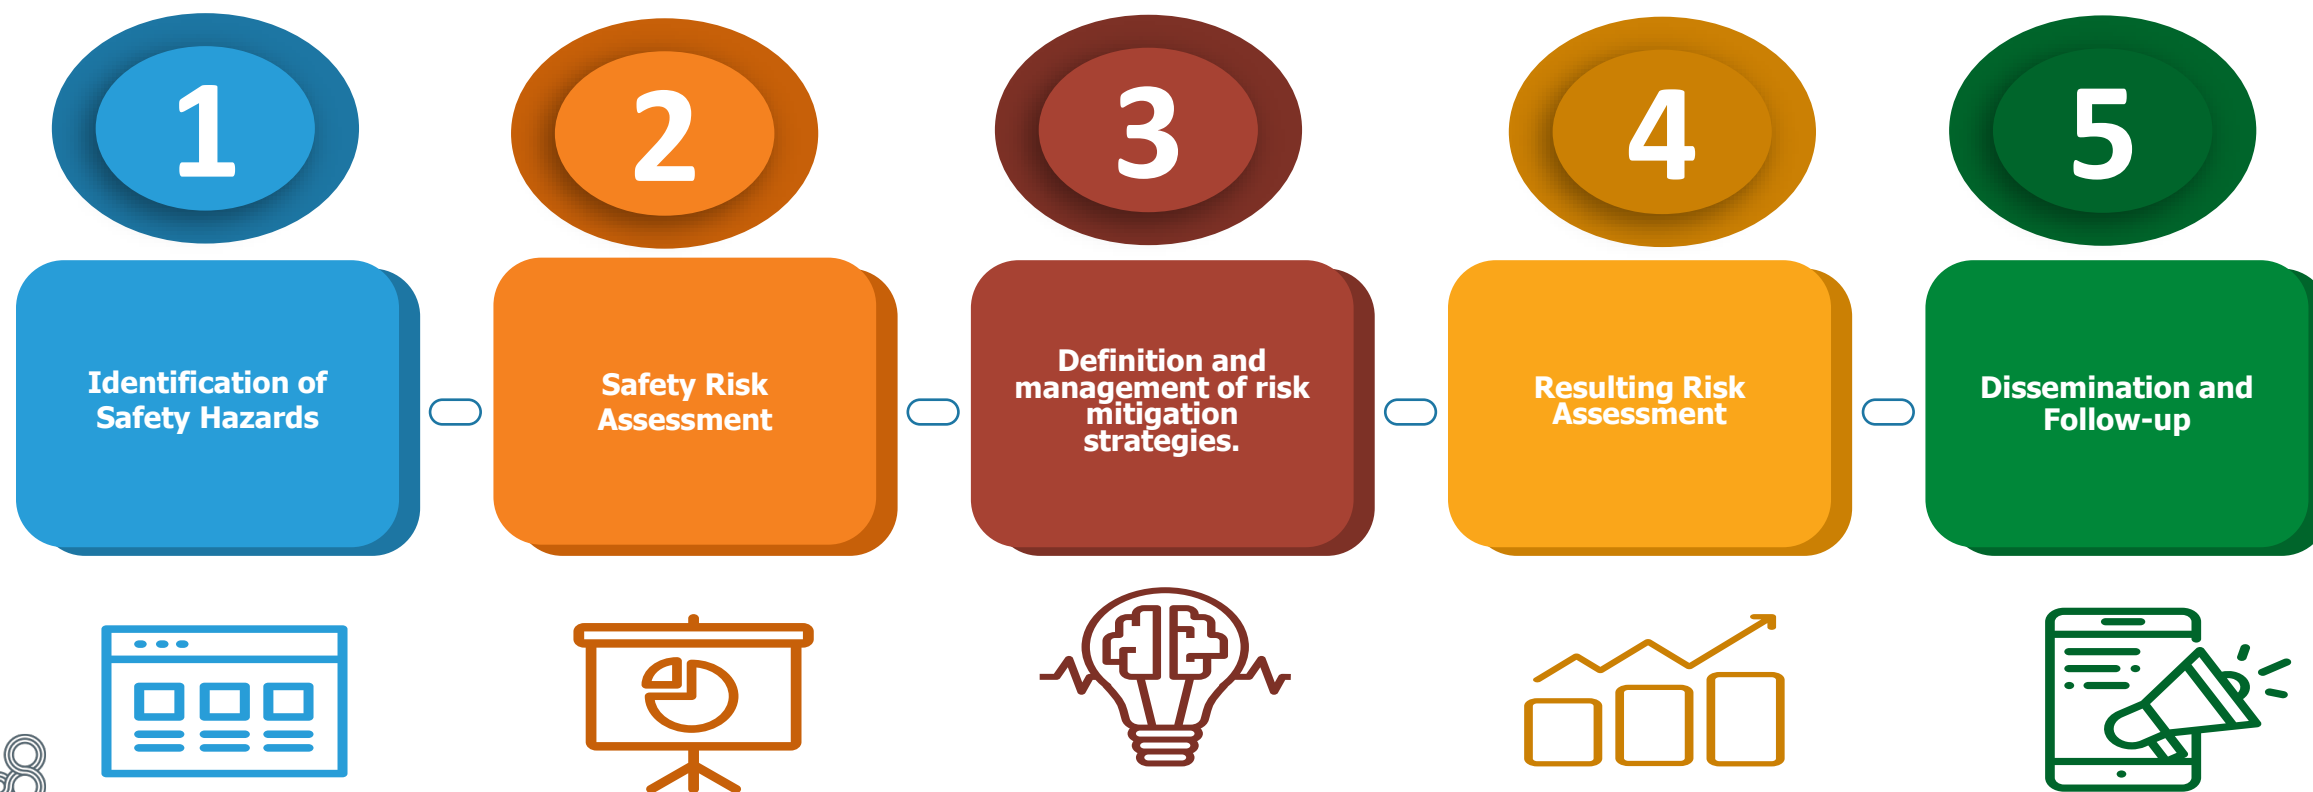 1
2
3
4
5
Identification of
Safety Hazards
Safety Risk
Assessment
Definition and
management of risk
mitigation
strategies.
Resulting Risk
Assessment
Dissemination and
Follow-up